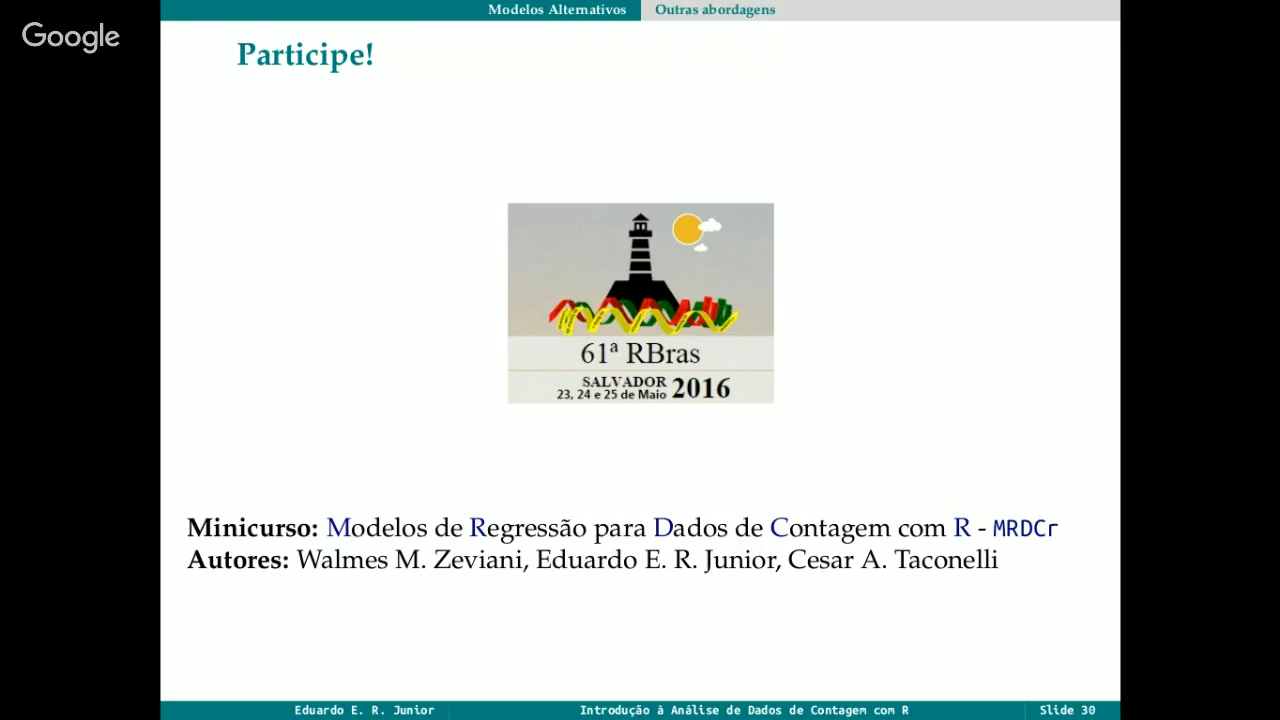 Modelos Alternativos Outras abordagens
Google
Participe!
61ª RBras
SALVADOR
23, 24 e 25 de Maio 2016
Minicurso: Modelos de Regressão para Dados de Contagem com R - MRDCr
Autores: Walmes M. Zeviani, Eduardo E. R. Junior, Cesar A. Taconelli
Eduardo E. R. Junior Introdução à Análise de Dados de Contagem com R Slide 30